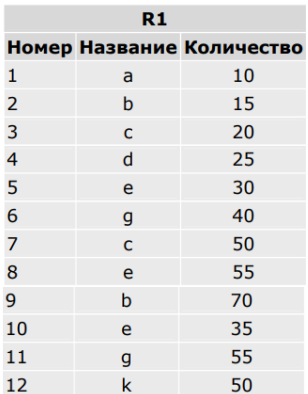 R1
Номер Название Количество
1 a 10
2 b 15
3 c 20
4 d 25
5 e 30
6 g 40
7 c 50
8 e 55
9 b 70
10 e 35
11 g 55
12 k 50